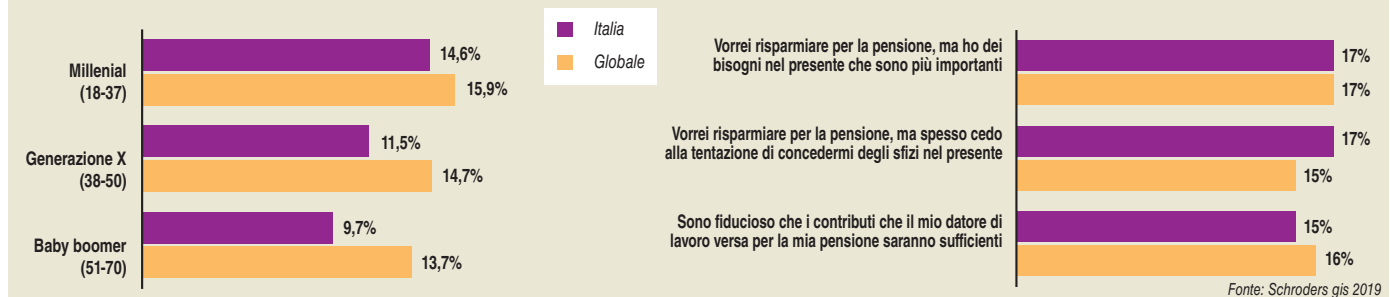 Millenial
(18-37)
14,6%
15,9%
Generazione X
(38-50)
11,5%
14,7%
Baby boomer
(51-70)
9,7%
13,7%
Italia
Globale
Vorrei risparmiare per la pensione, ma ho dei
bisogni nel presente che sono più importanti
17%
17%
Vorrei risparmiare per la pensione, ma spesso cedo
alla tentazione di concedermi degli sfizi nel presente
17%
15%
Sono fiducioso che i contributi che il mio datore di
lavoro versa per la mia pensione saranno sufficienti
15%
16%
Fonte: Schroders gis 2019